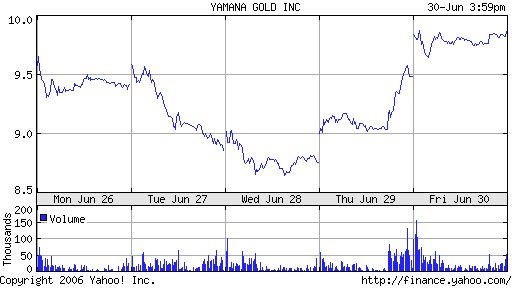 YAMANA GOLD INC 30-Jun 3:59pm
10.0
9.5
9.0
8.5
Mon Jun 26 Tue Jun 27 Wed Jun 28 Thu Jun 29 Fri Jun 30
200
150
100
50
0
Thousands
Volume
Copyright 2006 Yahoo! Inc. http://finance.yahoo.com/